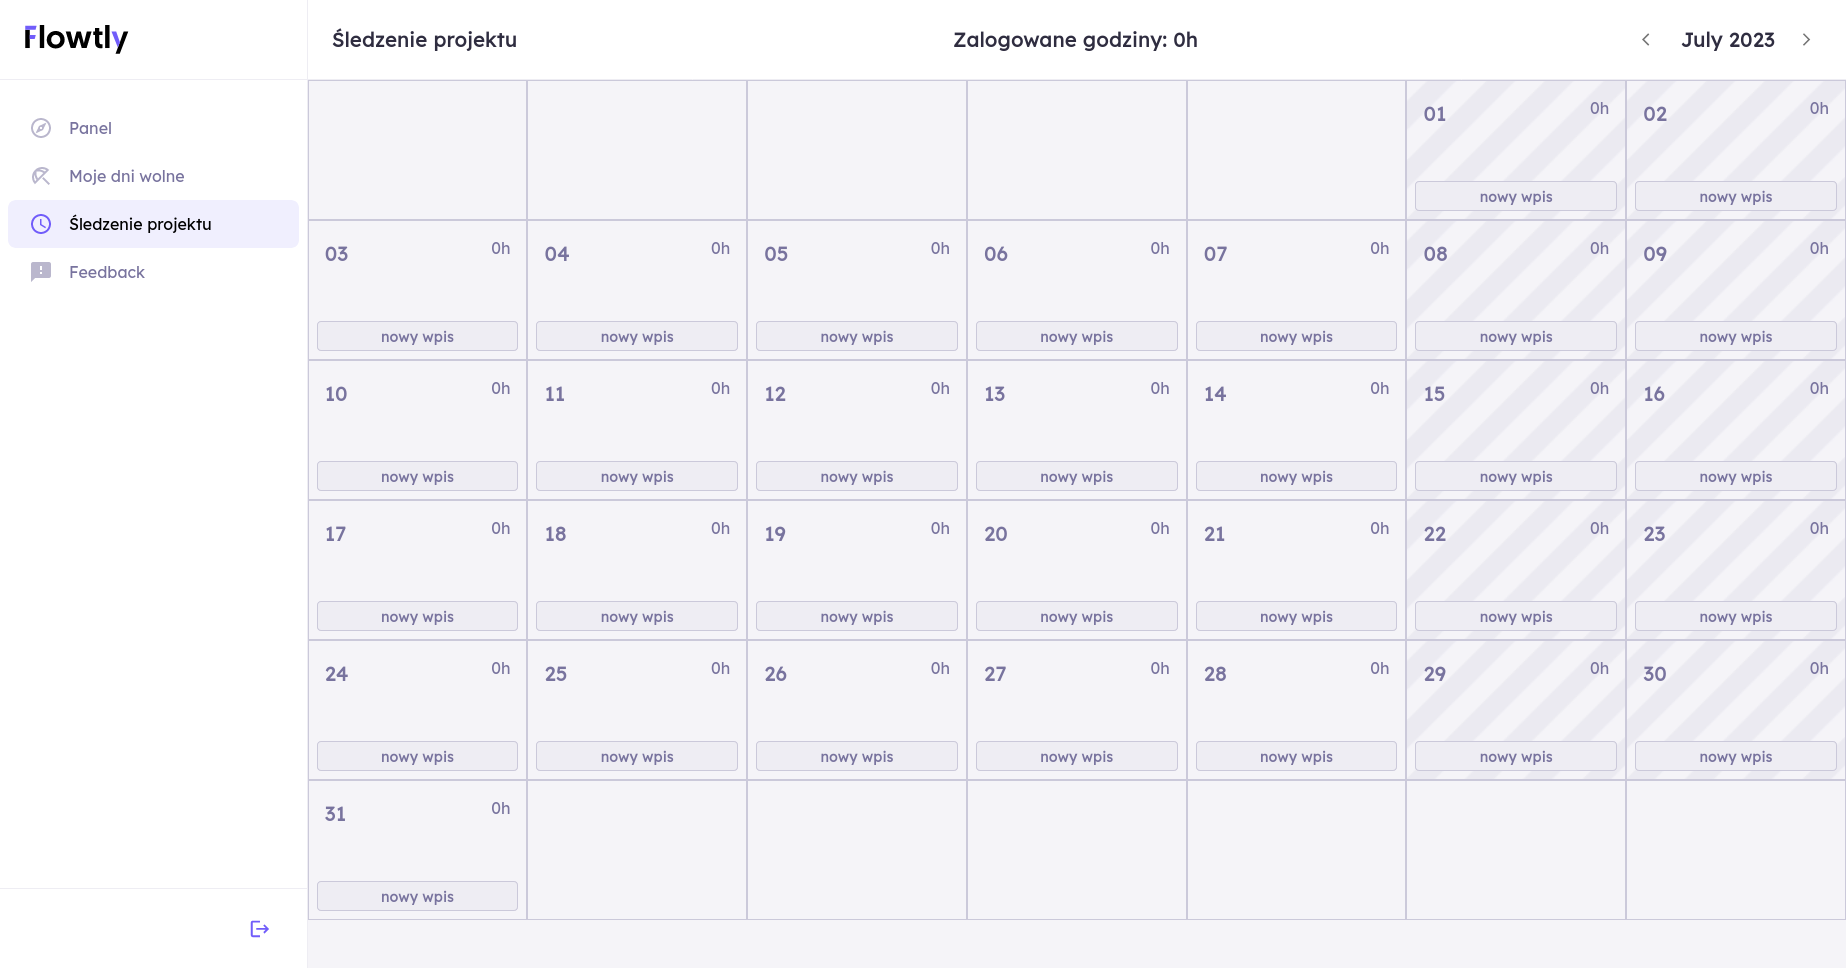 Flowtly
Śledzenie projektu
Zalogowane godziny: 0h
July 2023
Panel
Moje dni wolne
Śledzenie projektu
Feedback
01 0h 02 0h
nowy wpis nowy wpis
03 0h 04 0h 05 0h 06 0h 07 0h 08 0h 09 0h
nowy wpis nowy wpis nowy wpis nowy wpis nowy wpis nowy wpis nowy wpis
10 0h 11 0h 12 0h 13 0h 14 0h 15 0h 16 0h
nowy wpis nowy wpis nowy wpis nowy wpis nowy wpis nowy wpis nowy wpis
17 0h 18 0h 19 0h 20 0h 21 0h 22 0h 23 0h
nowy wpis nowy wpis nowy wpis nowy wpis nowy wpis nowy wpis nowy wpis
24 0h 25 0h 26 0h 27 0h 28 0h 29 0h 30 0h
nowy wpis nowy wpis nowy wpis nowy wpis nowy wpis nowy wpis nowy wpis
31 0h
nowy wpis